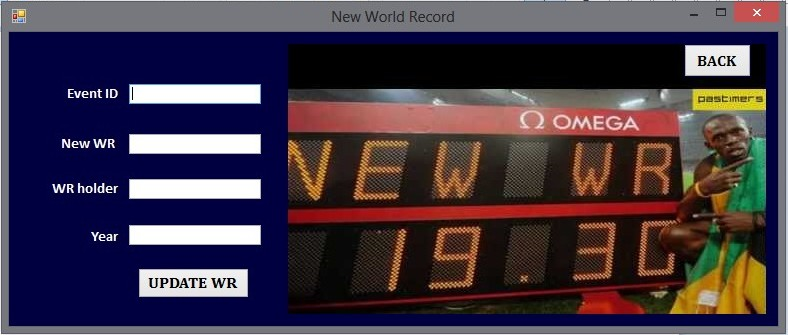 New World Record
BACK
Event ID
New WR
WR holder
Year
UPDATE WR
pastimers
Ω OMEGA
NEW WR
19.30